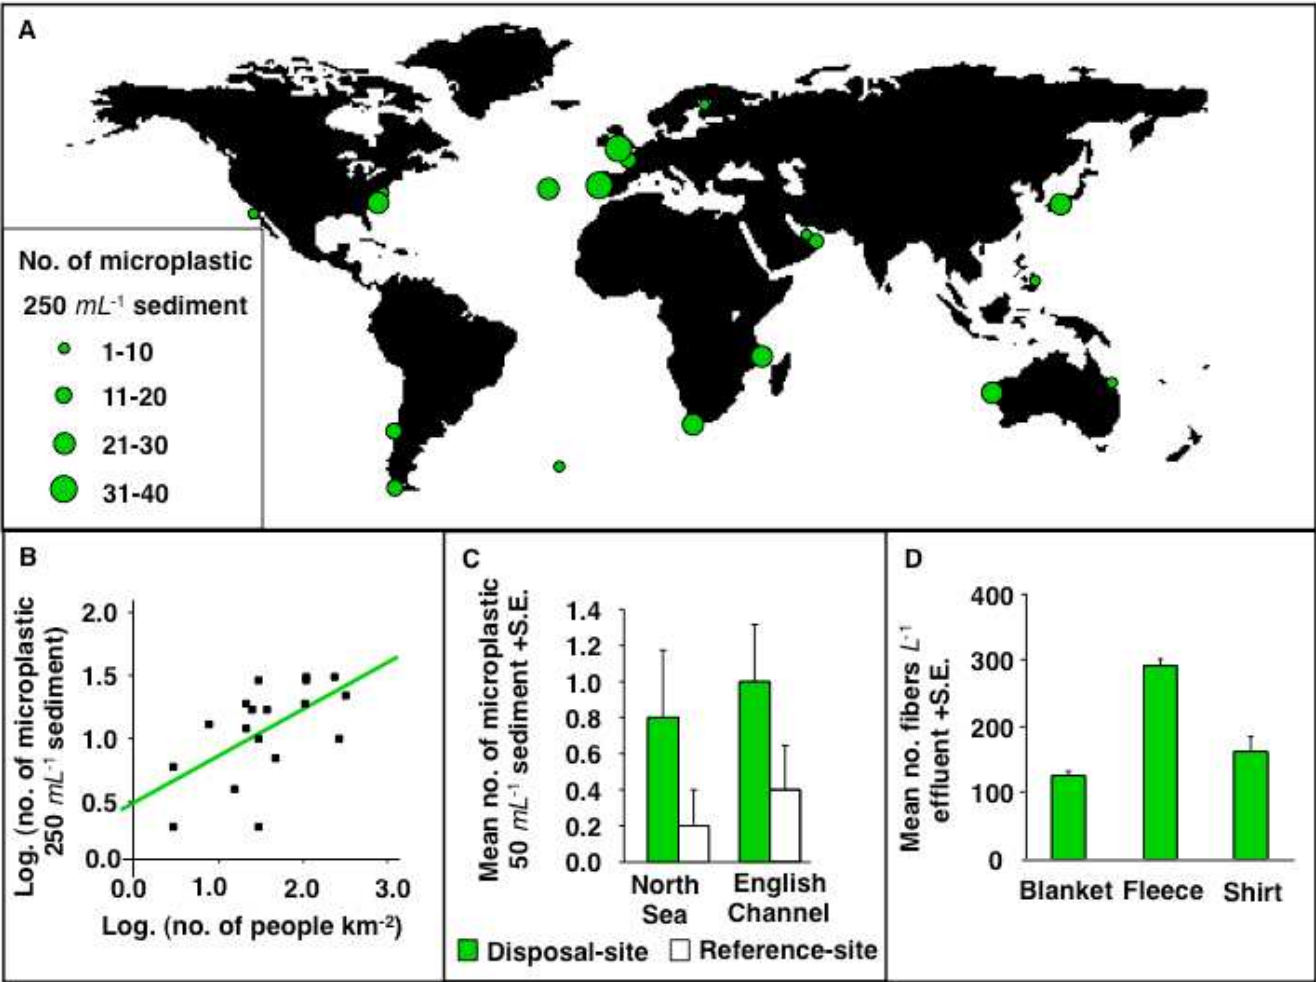 A
No. of microplastic
250 mL⁻¹ sediment
1-10
11-20
21-30
31-40
B
Log. (no. of microplastic
250 mL⁻¹ sediment)
2.0
1.5
1.0
0.5
0.0
0.0 1.0 2.0 3.0
Log. (no. of people km⁻²)
C
Mean no. of microplastic
50 mL⁻¹ sediment +S.E.
1.4
1.2
1.0
0.8
0.6
0.4
0.2
0.0
North English
Sea Channel
Disposal-site Reference-site
D
Mean no. fibers L⁻¹
effluent +S.E.
400
300
200
100
0
Blanket Fleece Shirt